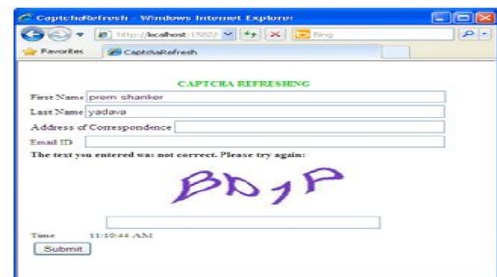 CaptchaRefresh - Windows Internet Explorer
http://localhost:1502/ Bing
Favorites CaptchaRefresh
CAPTCHA REFRESHING
First Name prem shanker
Last Name yadava
Address of Correspondence
Email ID
The text you entered was not correct. Please try again:
BD1P
Time 11:10:44 AM
Submit